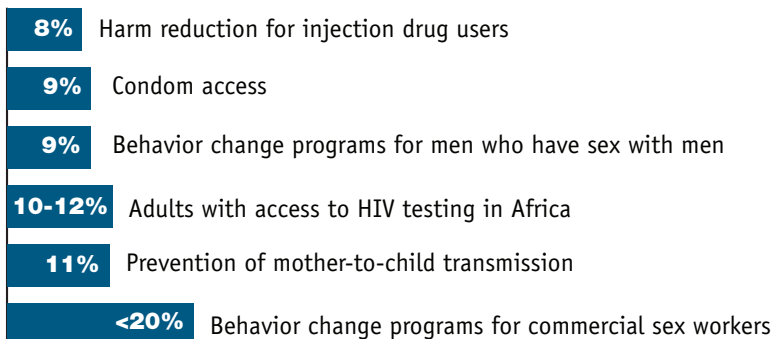 8% Harm reduction for injection drug users
9% Condom access
9% Behavior change programs for men who have sex with men
10-12% Adults with access to HIV testing in Africa
11% Prevention of mother-to-child transmission
<20% Behavior change programs for commercial sex workers